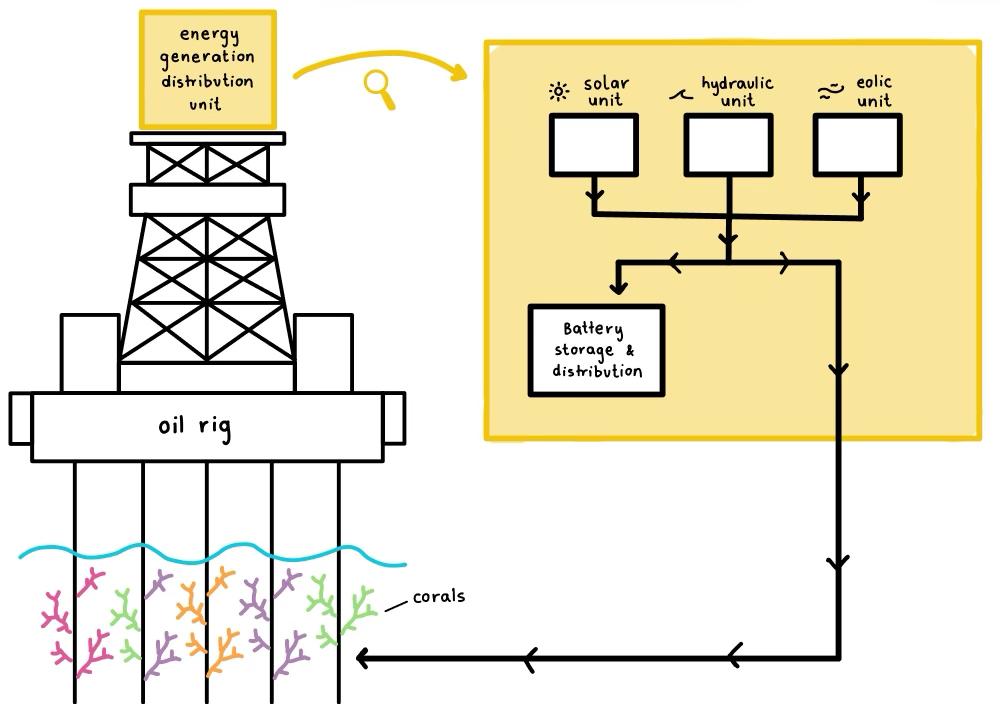 energy
generation
distribution
unit
solar
unit
hydraulic
unit
eolic
unit
Battery
storage &
distribution
oil rig
corals